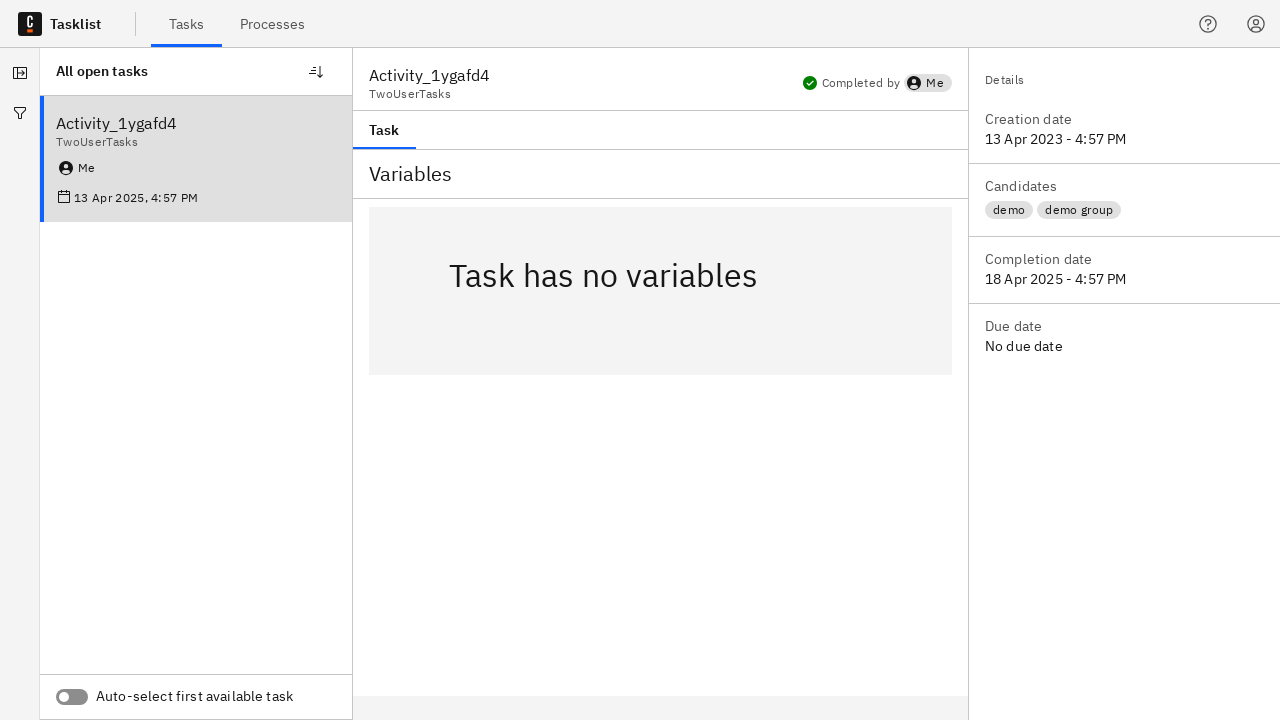 Tasklist
Tasks
Processes
All open tasks
Activity_1ygafd4
TwoUserTasks
Me
13 Apr 2025, 4:57 PM
Auto-select first available task
Activity_1ygafd4
TwoUserTasks
Completed by Me
Task
Variables
Task has no variables
Details
Creation date
13 Apr 2023 - 4:57 PM
Candidates
demo demo group
Completion date
18 Apr 2025 - 4:57 PM
Due date
No due date